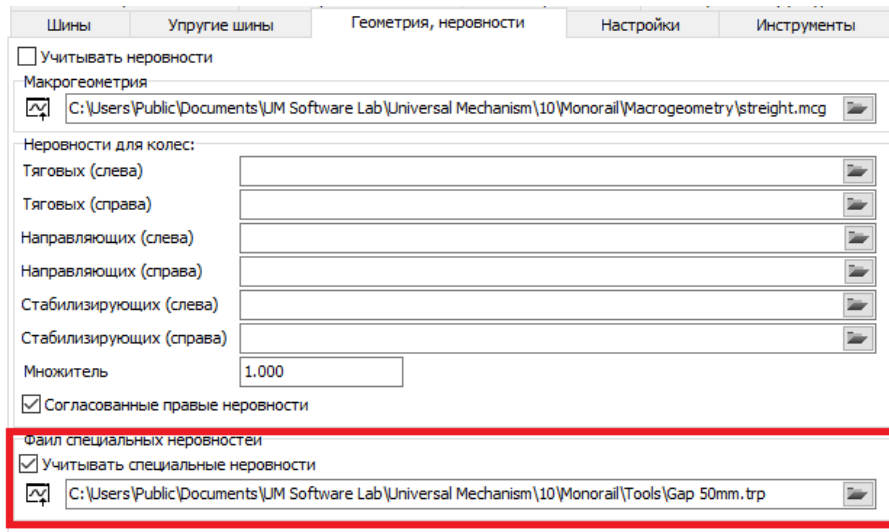 Шины Упругие шины Геометрия, неровности Настройки Инструменты
Учитывать неровности
Макрогеометрия
C:\Users\Public\Documents\UM Software Lab\Universal Mechanism\10\Monorail\Macrogeometry\streight.mcg
Неровности для колес:
Тяговых (слева)
Тяговых (справа)
Направляющих (слева)
Направляющих (справа)
Стабилизирующих (слева)
Стабилизирующих (справа)
Множитель 1.000
Согласованные правые неровности
Файл специальных неровностей
Учитывать специальные неровности
C:\Users\Public\Documents\UM Software Lab\Universal Mechanism\10\Monorail\Tools\Gap 50mm.trp